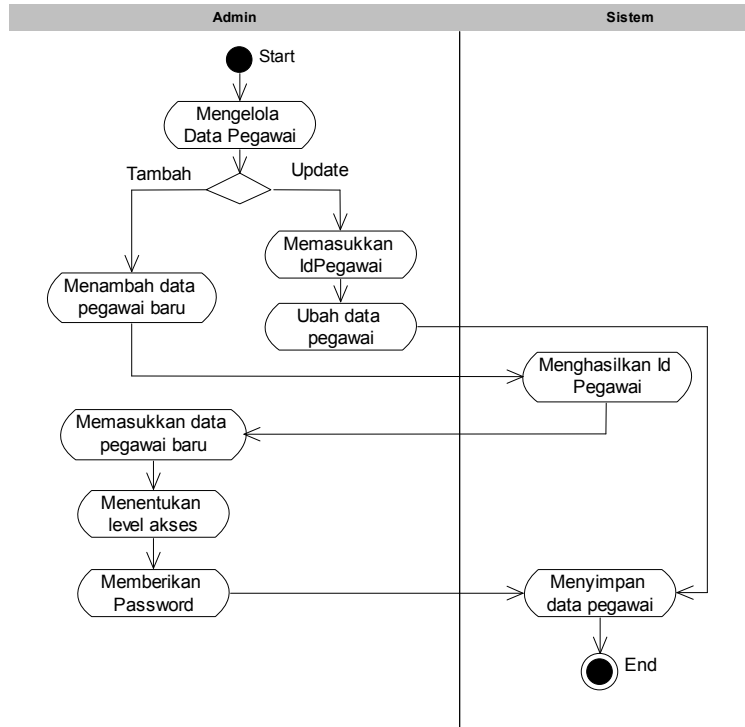 Admin
Sistem
Start
Mengelola
Data Pegawai
Tambah
Update
Memasukkan
IdPegawai
Menambah data
pegawai baru
Ubah data
pegawai
Menghasilkan Id
Pegawai
Memasukkan data
pegawai baru
Menentukan
level akses
Memberikan
Password
Menyimpan
data pegawai
End